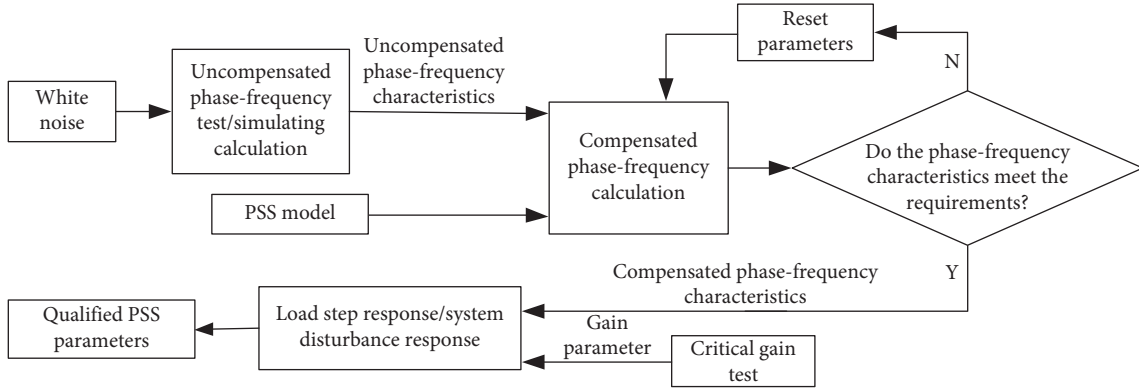 Reset
parameters
N
Uncompensated
phase-frequency
characteristics
White
noise
Uncompensated
phase-frequency
test/simulating
calculation
Compensated
phase-frequency
calculation
Do the phase-frequency
characteristics meet the
requirements?
PSS model
Y
Compensated phase-frequency
characteristics
Qualified PSS
parameters
Load step response/system
disturbance response
Gain
parameter
Critical gain
test